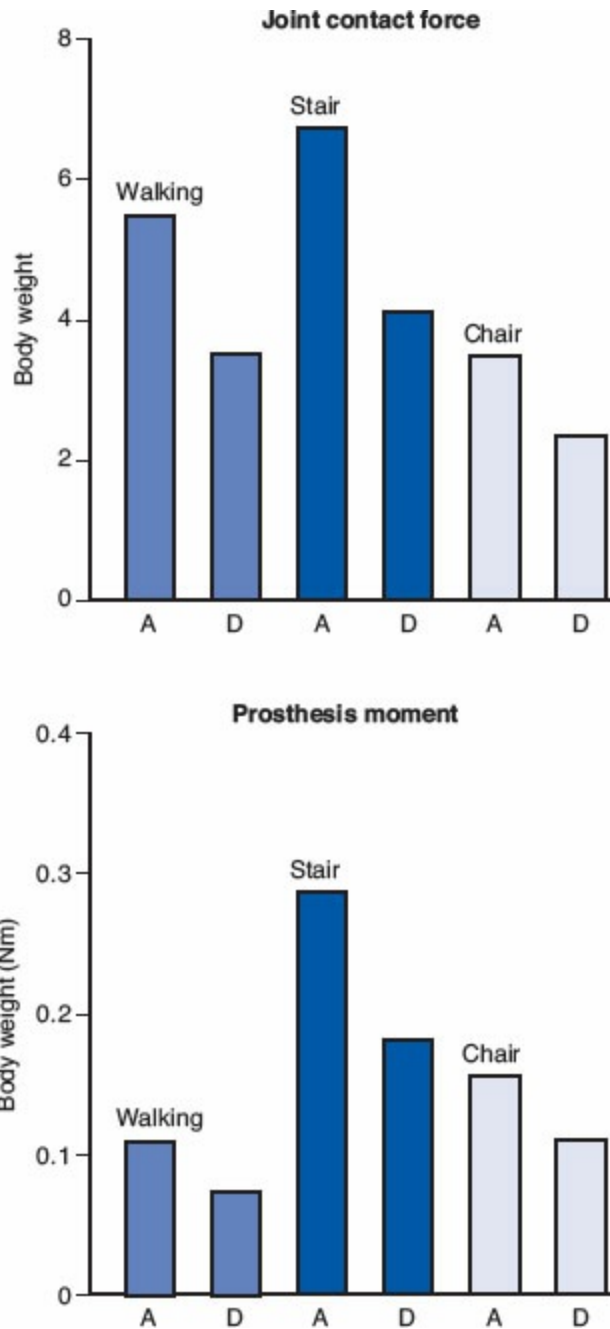 Joint contact force
8
Stair
Walking
6
Body weight
4
Chair
2
0
A D A D A D
Prosthesis moment
0.4
Stair
0.3
Body weight (Nm)
0.2
Chair
Walking
0.1
0
A D A D A D